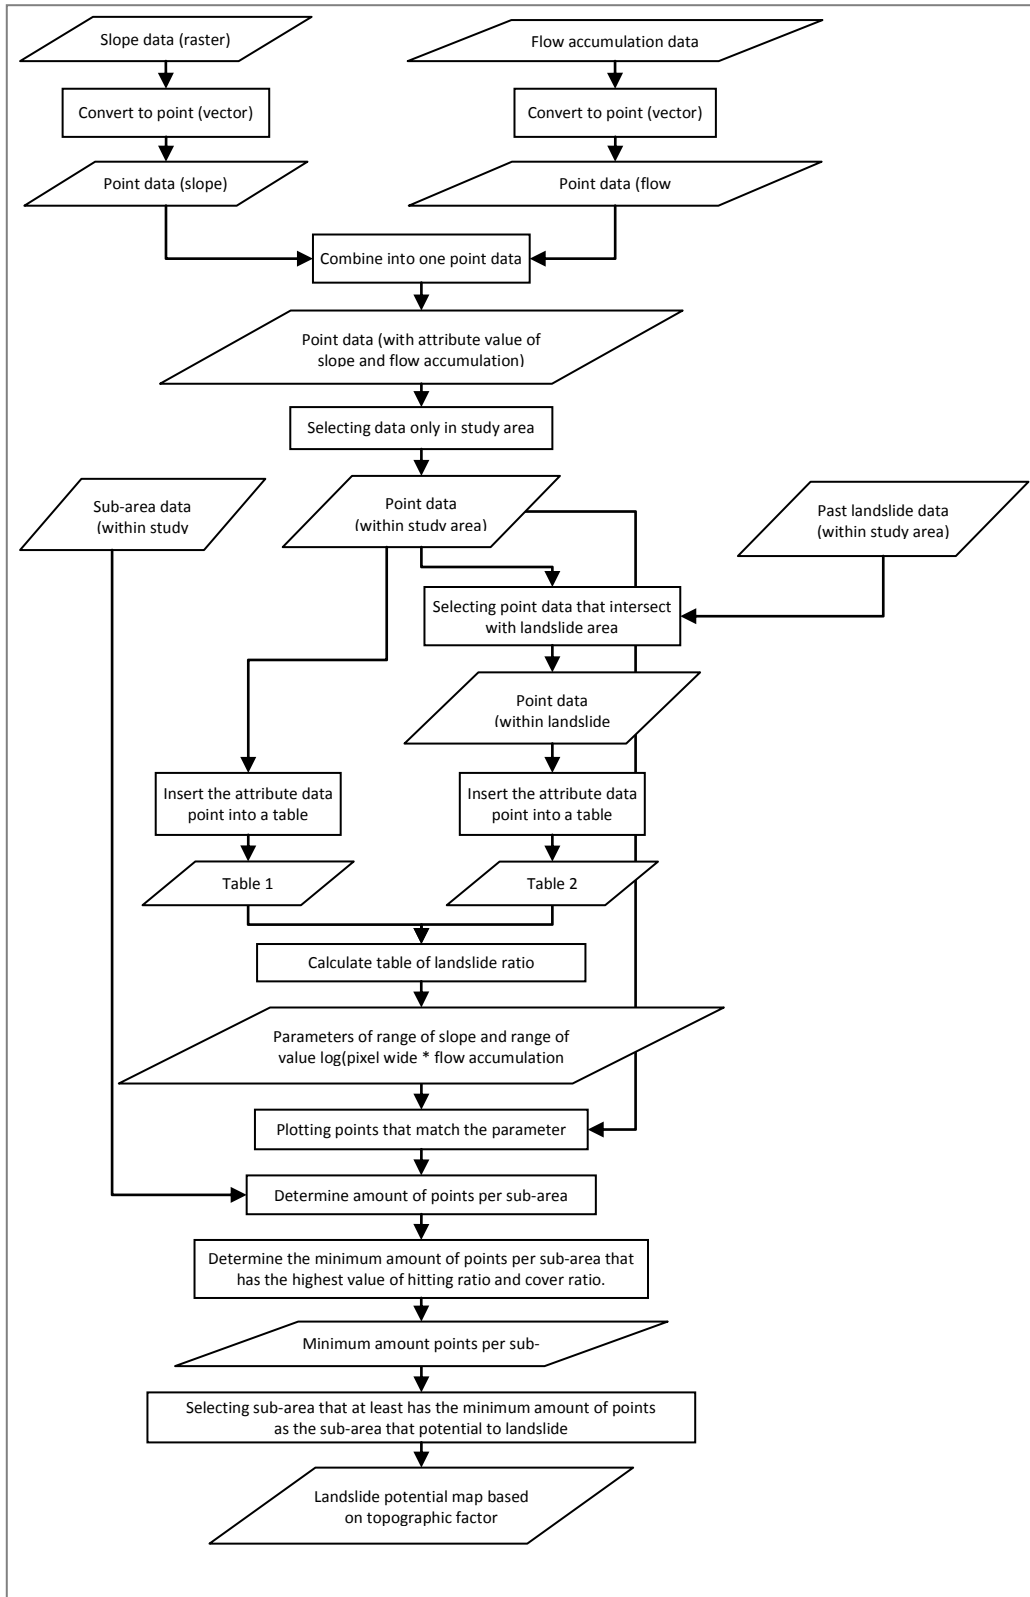 Slope data (raster)
Flow accumulation data
Convert to point (vector)
Convert to point (vector)
Point data (slope)
Point data (flow
Combine into one point data
Point data (with attribute value of
slope and flow accumulation)
Selecting data only in study area
Sub-area data
(within study
Point data
(within study area)
Past landslide data
(within study area)
Selecting point data that intersect
with landslide area
Point data
(within landslide
Insert the attribute data
point into a table
Insert the attribute data
point into a table
Table 1
Table 2
Calculate table of landslide ratio
Parameters of range of slope and range of
value log(pixel wide * flow accumulation
Plotting points that match the parameter
Determine amount of points per sub-area
Determine the minimum amount of points per sub-area that
has the highest value of hitting ratio and cover ratio.
Minimum amount points per sub-
Selecting sub-area that at least has the minimum amount of points
as the sub-area that potential to landslide
Landslide potential map based
on topographic factor